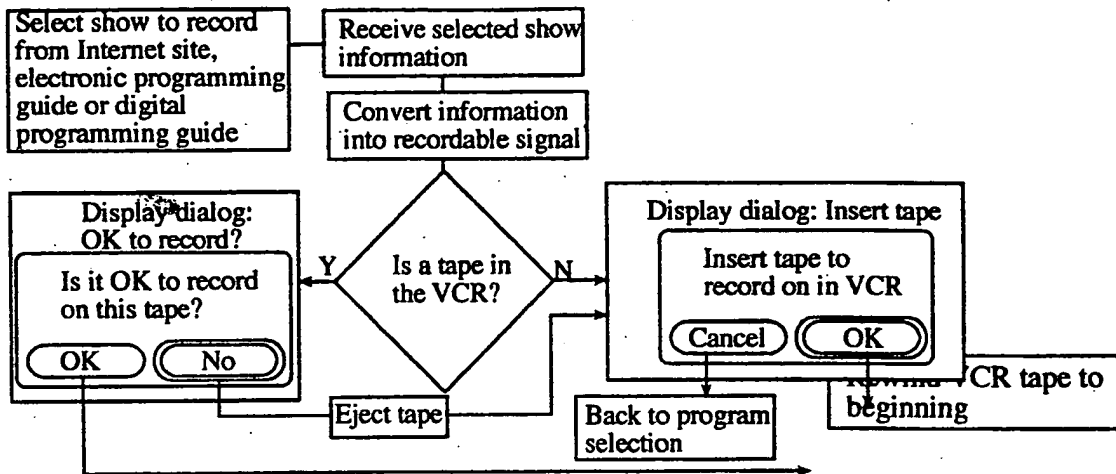 Select show to record
from Internet site,
electronic programming
guide or digital
programming guide
Receive selected show
information
Convert information
into recordable signal
Display dialog:
OK to record?
Is it OK to record
on this tape?
OK
No
Y
Is a tape in
the VCR?
N
Display dialog: Insert tape
Insert tape to
record on in VCR
Cancel
OK
Eject tape
Back to program
selection
Rewind VCR tape to
beginning